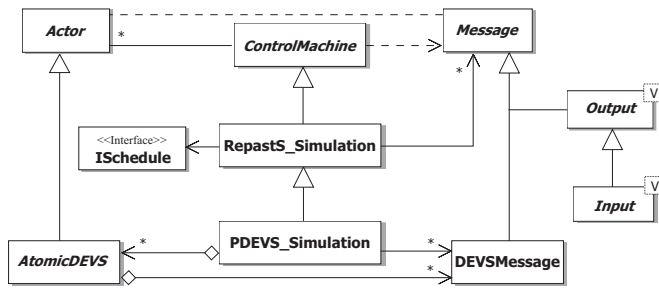 Actor
Message
*
ControlMachine
*
V
Output
<<Interface>>
ISchedule
RepastS_Simulation
V
Input
PDEVS_Simulation
*
*
AtomicDEVS
DEVSMessage
*